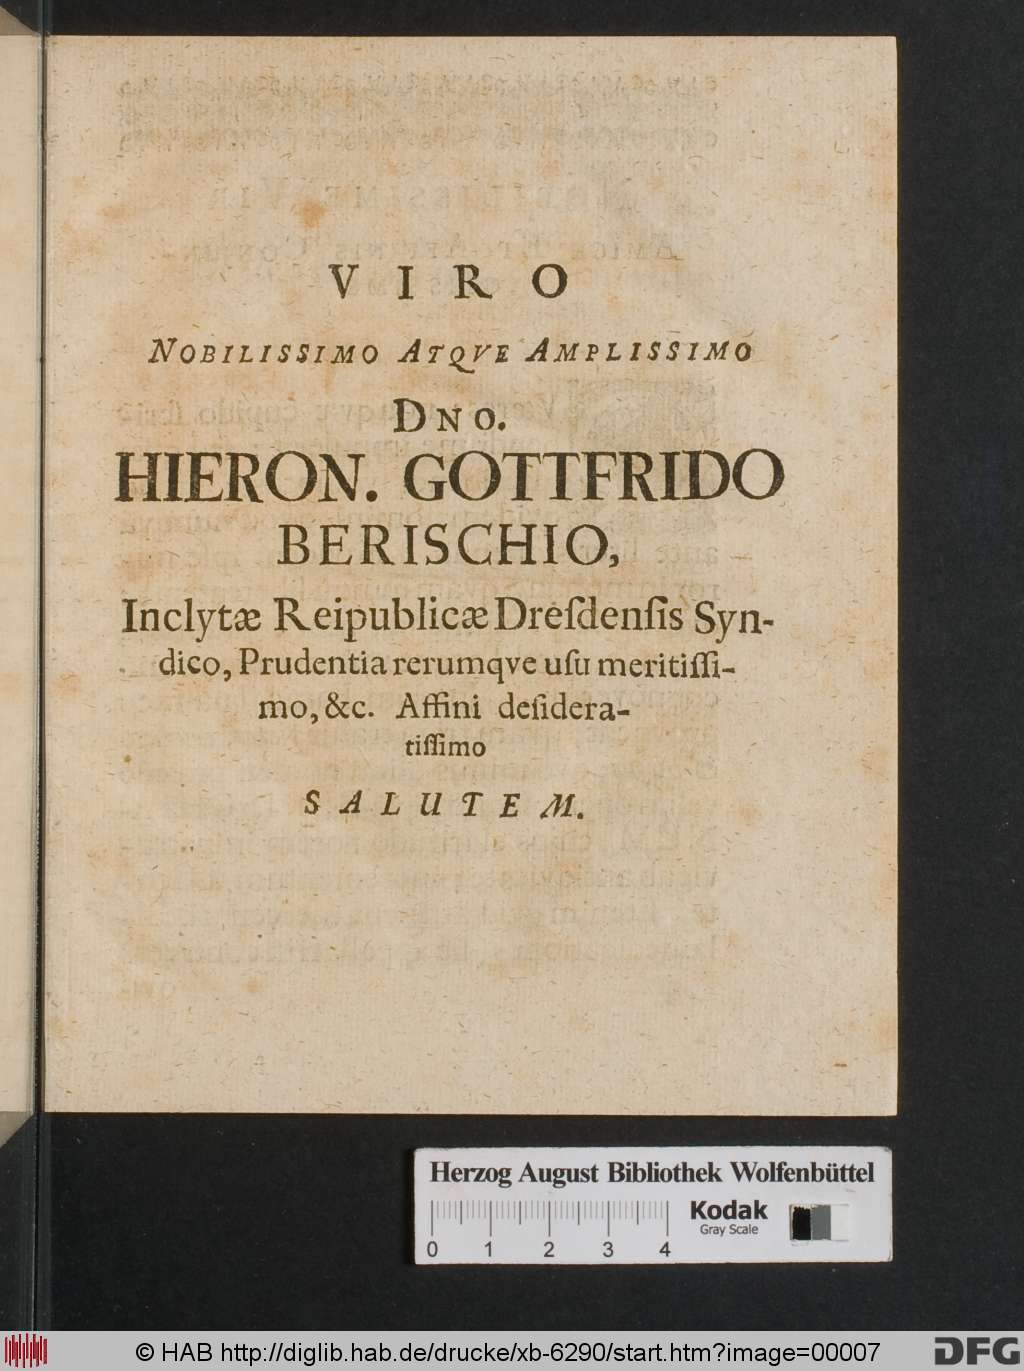 VIRO
NOBILISSIMO ATQVE AMPLISSIMO
DNO.
HIERON. GOTTFRIDO
BERISCHIO,
Inclytæ Reipublicæ Dreſdenſis Syn-
dico, Prudentia rerumqve uſu meritiſſi-
mo, &c. Affini deſidera-
tiſſimo
SALUTEM.
Herzog August Bibliothek Wolfenbüttel
Kodak
Gray Scale
0 1 2 3 4
© HAB http://diglib.hab.de/drucke/xb-6290/start.htm?image=00007
DFG